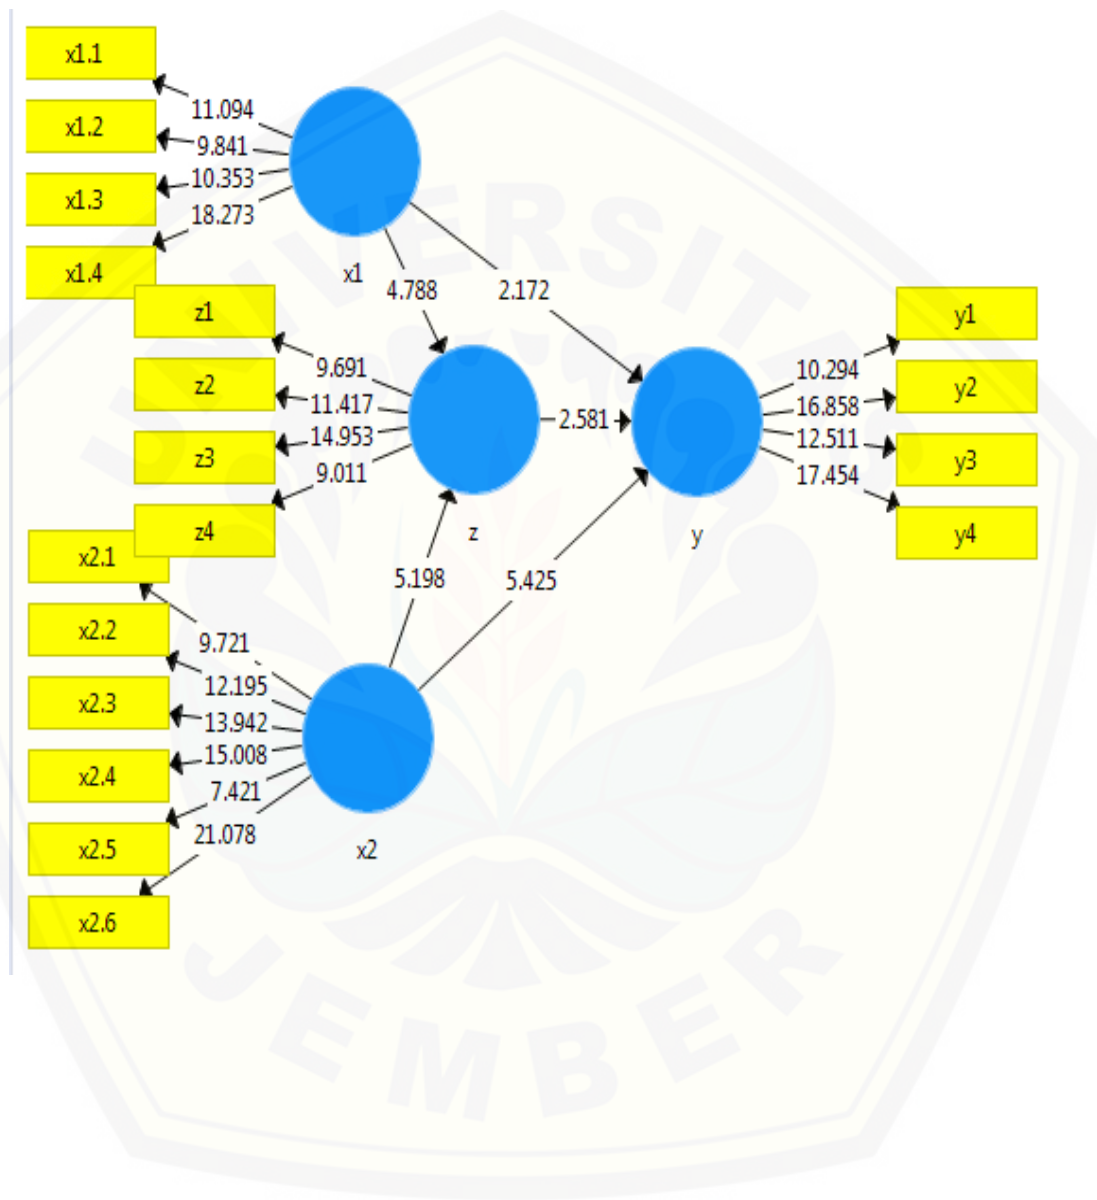 x1.1
11.094
x1.2
9.841
10.353
x1.3
18.273
x1.4
x1
4.788
2.172
z1
9.691
z2
11.417
14.953
z3
9.011
z4
z
2.581
y
y1
10.294
y2
16.858
12.511
y3
17.454
y4
5.198
5.425
x2.1
9.721
x2.2
12.195
x2.3
13.942
15.008
x2.4
7.421
x2.5
21.078
x2.6
x2
UNIVERSITAS
JEMBER